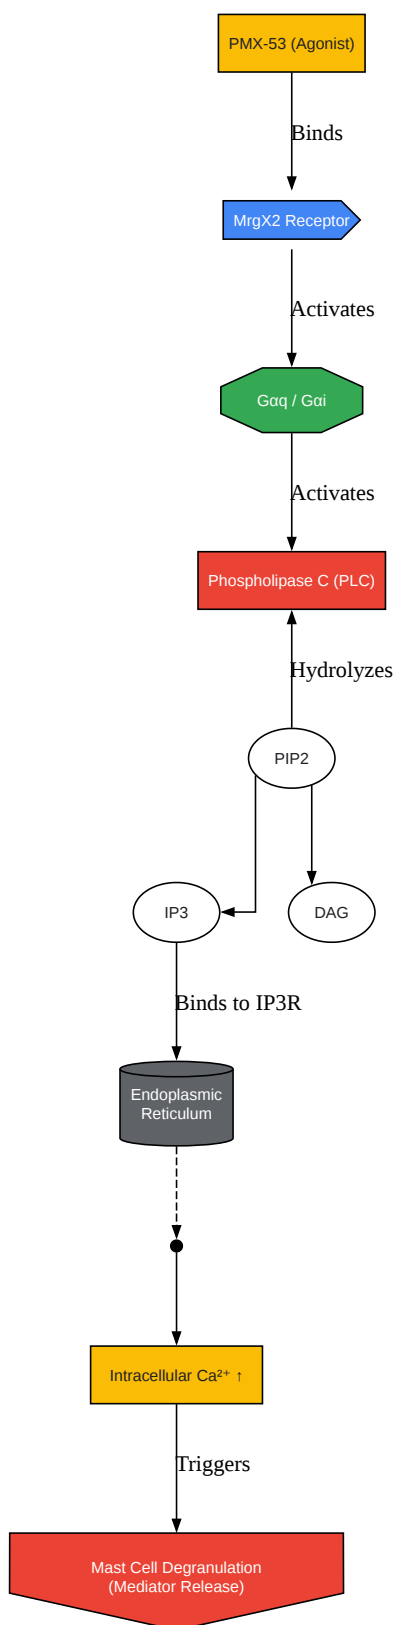 PMX-53 (Agonist)
Binds
MrgX2 Receptor
Activates
Gαq / Gαi
Activates
Phospholipase C (PLC)
Hydrolyzes
PIP2
IP3
DAG
Binds to IP3R
Endoplasmic
Reticulum
Intracellular Ca²⁺ ↑
Triggers
Mast Cell Degranulation
(Mediator Release)